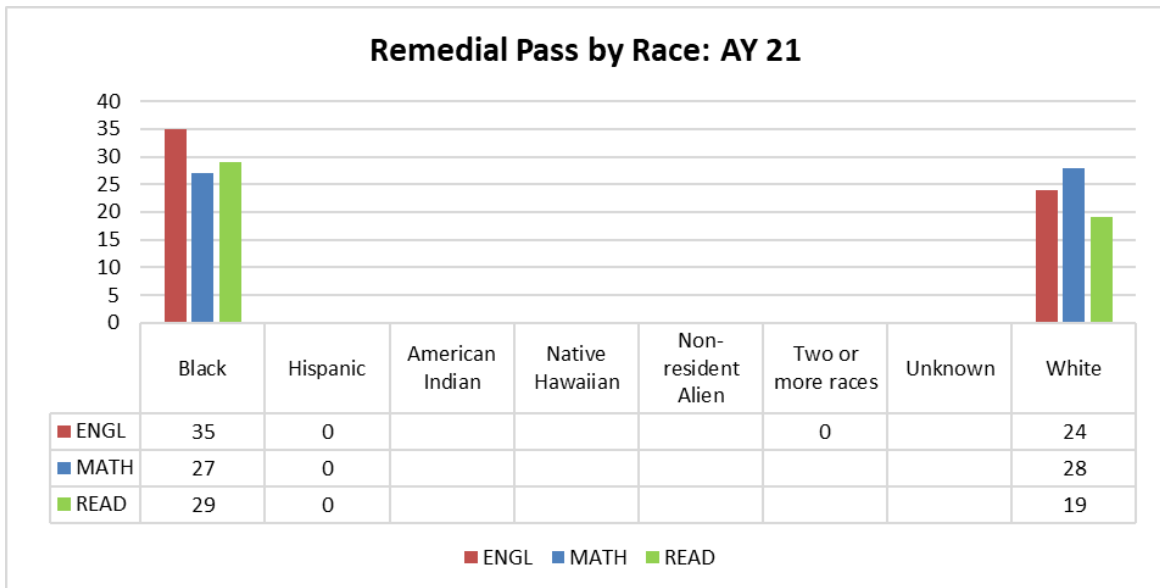 Remedial Pass by Race: AY 21
40
35
30
25
20
15
10
5
0
Black Hispanic American Indian Native Hawaiian Non-resident Alien Two or more races Unknown White
ENGL 35 0 0 24
MATH 27 0 28
READ 29 0 19
ENGL MATH READ